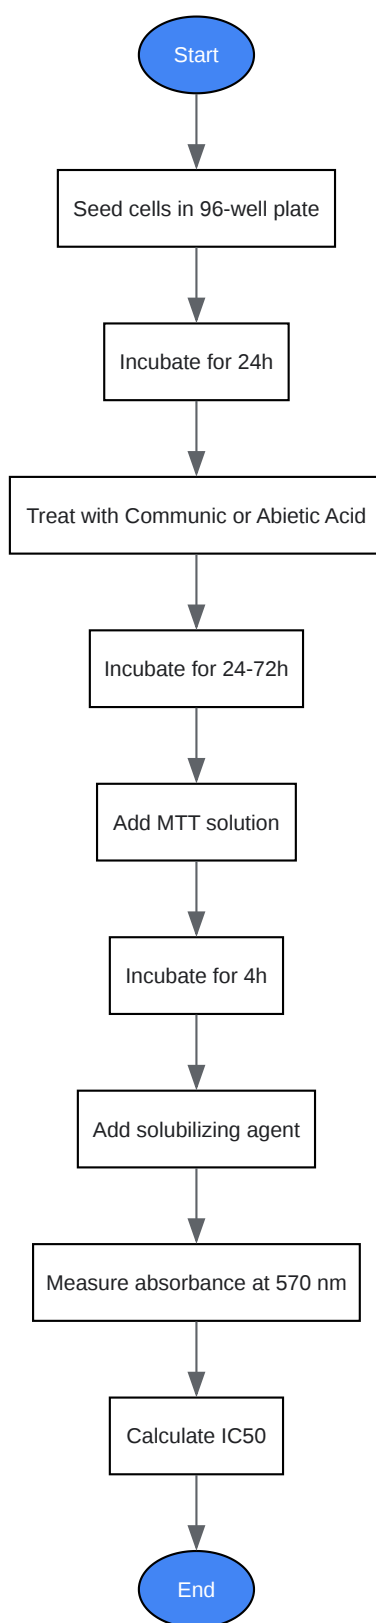 Start
Seed cells in 96-well plate
Incubate for 24h
Treat with Communic or Abietic Acid
Incubate for 24-72h
Add MTT solution
Incubate for 4h
Add solubilizing agent
Measure absorbance at 570 nm
Calculate IC50
End